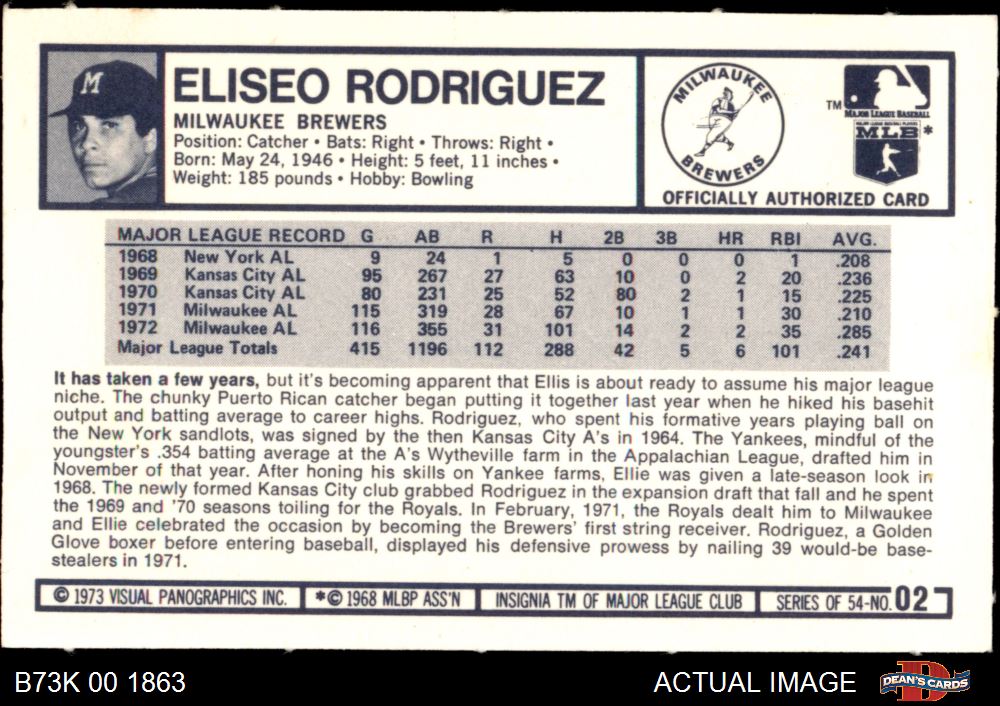 M
ELISEO RODRIGUEZ
MILWAUKEE BREWERS
Position: Catcher • Bats: Right • Throws: Right •
Born: May 24, 1946 • Height: 5 feet, 11 inches •
Weight: 185 pounds • Hobby: Bowling
MILWAUKEE
BREWERS
TM
MAJOR LEAGUE BASEBALL
MAJOR LEAGUE BASEBALL PLAYERS
MLB*
OFFICIALLY AUTHORIZED CARD
MAJOR LEAGUE RECORD G AB R H 2B 3B HR RBI AVG.
1968 New York AL 9 24 1 5 0 0 0 1 .208
1969 Kansas City AL 95 267 27 63 10 0 2 20 .236
1970 Kansas City AL 80 231 25 52 80 2 1 15 .225
1971 Milwaukee AL 115 319 28 67 10 1 1 30 .210
1972 Milwaukee AL 116 355 31 101 14 2 2 35 .285
Major League Totals 415 1196 112 288 42 5 6 101 .241
It has taken a few years, but it's becoming apparent that Ellis is about ready to assume his major league
niche. The chunky Puerto Rican catcher began putting it together last year when he hiked his basehit
output and batting average to career highs. Rodriguez, who spent his formative years playing ball on
the New York sandlots, was signed by the then Kansas City A's in 1964. The Yankees, mindful of the
youngster's .354 batting average at the A's Wytheville farm in the Appalachian League, drafted him in
November of that year. After honing his skills on Yankee farms, Ellie was given a late-season look in
1968. The newly formed Kansas City club grabbed Rodriguez in the expansion draft that fall and he spent
the 1969 and '70 seasons toiling for the Royals. In February, 1971, the Royals dealt him to Milwaukee
and Ellie celebrated the occasion by becoming the Brewers' first string receiver. Rodriguez, a Golden
Glove boxer before entering baseball, displayed his defensive prowess by nailing 39 would-be base-
stealers in 1971.
© 1973 VISUAL PANOGRAPHICS INC. *© 1968 MLBP ASS'N INSIGNIA TM OF MAJOR LEAGUE CLUB SERIES OF 54-NO. 02
B73K 00 1863 ACTUAL IMAGE D DEAN'S CARDS